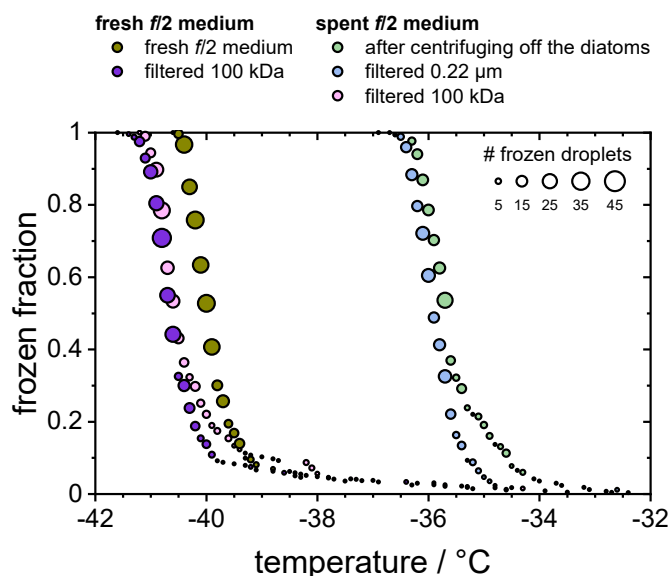 fresh f/2 medium
fresh f/2 medium
filtered 100 kDa
spent f/2 medium
after centrifuging off the diatoms
filtered 0.22 µm
filtered 100 kDa
# frozen droplets
5 15 25 35 45
frozen fraction
1
0.8
0.6
0.4
0.2
0
-42 -40 -38 -36 -34 -32
temperature / °C